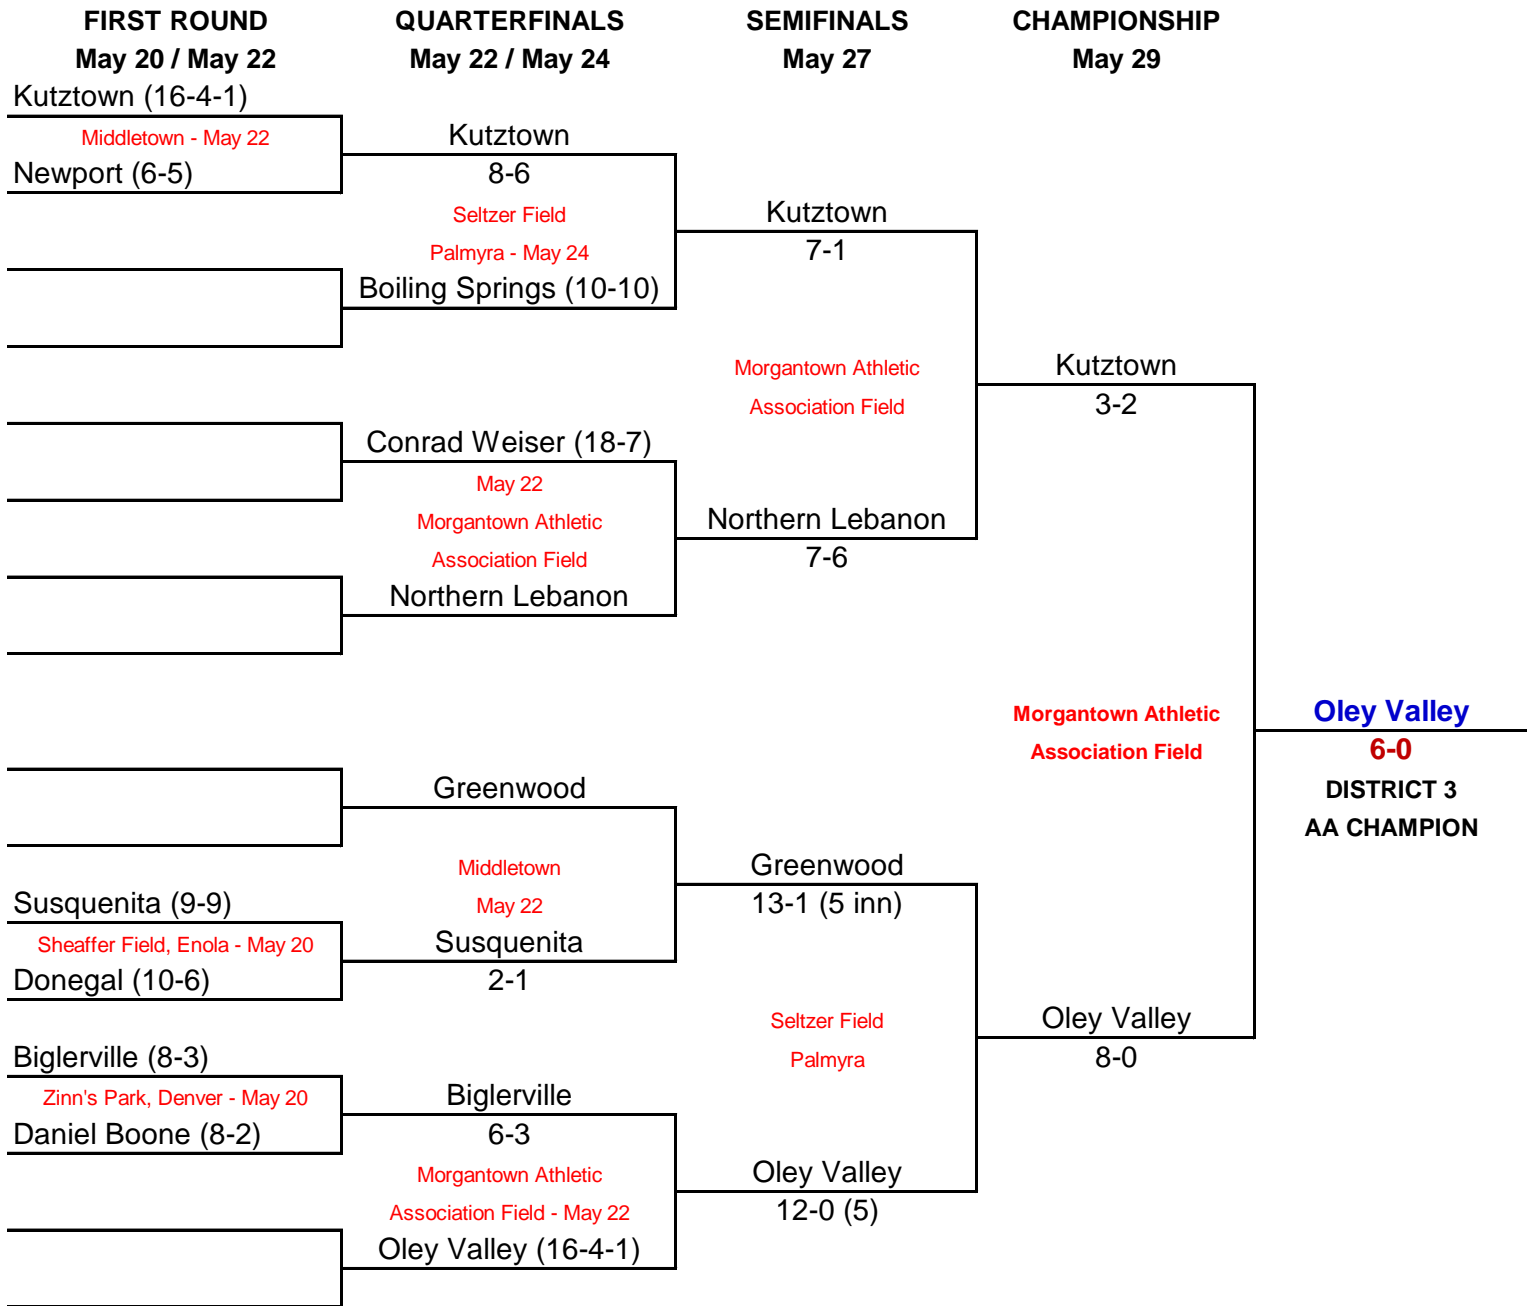 FIRST ROUND
May 20 / May 22
QUARTERFINALS
May 22 / May 24
SEMIFINALS
May 27
CHAMPIONSHIP
May 29
Kutztown (16-4-1)
Middletown - May 22
Newport (6-5)
Susquenita (9-9)
Sheaffer Field, Enola - May 20
Donegal (10-6)
Biglerville (8-3)
Zinn's Park, Denver - May 20
Daniel Boone (8-2)
Kutztown
8-6
Seltzer Field
Palmyra - May 24
Boiling Springs (10-10)
Conrad Weiser (18-7)
May 22
Morgantown Athletic
Association Field
Northern Lebanon
Greenwood
Middletown
May 22
Susquenita
2-1
Biglerville
6-3
Morgantown Athletic
Association Field - May 22
Oley Valley (16-4-1)
Kutztown
7-1
Morgantown Athletic
Association Field
Northern Lebanon
7-6
Greenwood
13-1 (5 inn)
Seltzer Field
Palmyra
Oley Valley
12-0 (5)
Kutztown
3-2
Morgantown Athletic
Association Field
Oley Valley
8-0
Oley Valley
6-0
DISTRICT 3
AA CHAMPION